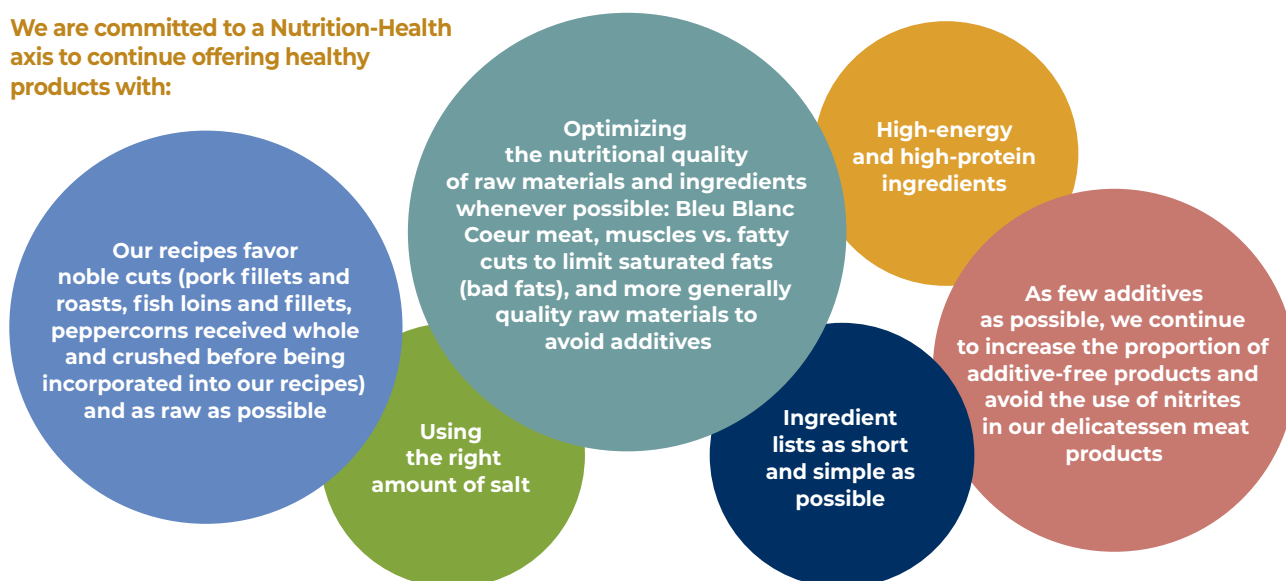 We are committed to a Nutrition-Health
axis to continue offering healthy
products with:
Our recipes favor
noble cuts (pork fillets and
roasts, fish loins and fillets,
peppercorns received whole
and crushed before being
incorporated into our recipes)
and as raw as possible
Using
the right
amount of salt
Optimizing
the nutritional quality
of raw materials and ingredients
whenever possible: Bleu Blanc
Coeur meat, muscles vs. fatty
cuts to limit saturated fats
(bad fats), and more generally
quality raw materials to
avoid additives
Ingredient
lists as short
and simple as
possible
High-energy
and high-protein
ingredients
As few additives
as possible, we continue
to increase the proportion of
additive-free products and
avoid the use of nitrites
in our delicatessen meat
products